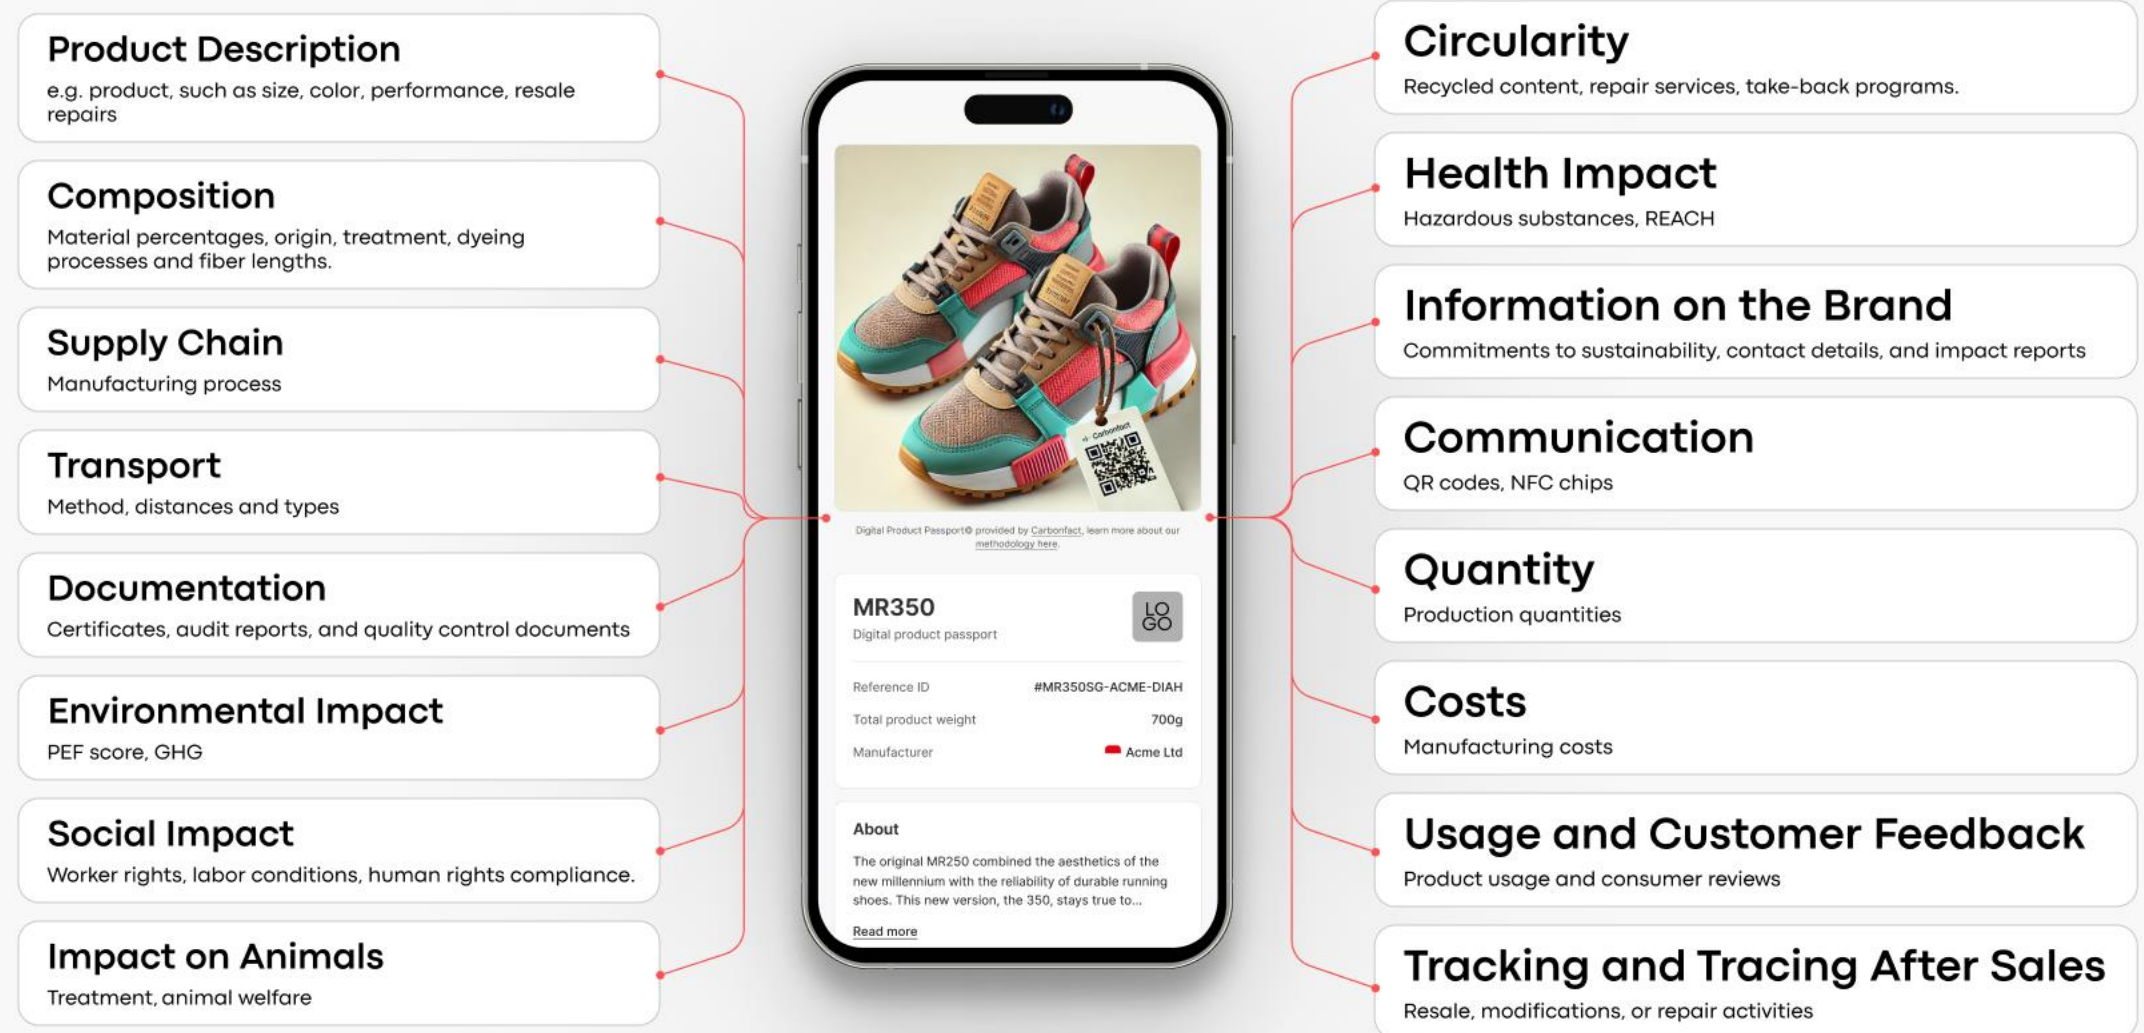 Product Description
e.g. product, such as size, color, performance, resale
repairs
Composition
Material percentages, origin, treatment, dyeing
processes and fiber lengths.
Supply Chain
Manufacturing process
Transport
Method, distances and types
Documentation
Certificates, audit reports, and quality control documents
Environmental Impact
PEF score, GHG
Social Impact
Worker rights, labor conditions, human rights compliance.
Impact on Animals
Treatment, animal welfare
Carbonfact
Digital Product Passport© provided by Carbonfact, learn more about our
methodology here.
MR350
LO
GO
Digital product passport
Reference ID #MR350SG-ACME-DIAH
Total product weight 700g
Manufacturer Acme Ltd
About
The original MR250 combined the aesthetics of the
new millennium with the reliability of durable running
shoes. This new version, the 350, stays true to...
Read more
Circularity
Recycled content, repair services, take-back programs.
Health Impact
Hazardous substances, REACH
Information on the Brand
Commitments to sustainability, contact details, and impact reports
Communication
QR codes, NFC chips
Quantity
Production quantities
Costs
Manufacturing costs
Usage and Customer Feedback
Product usage and consumer reviews
Tracking and Tracing After Sales
Resale, modifications, or repair activities